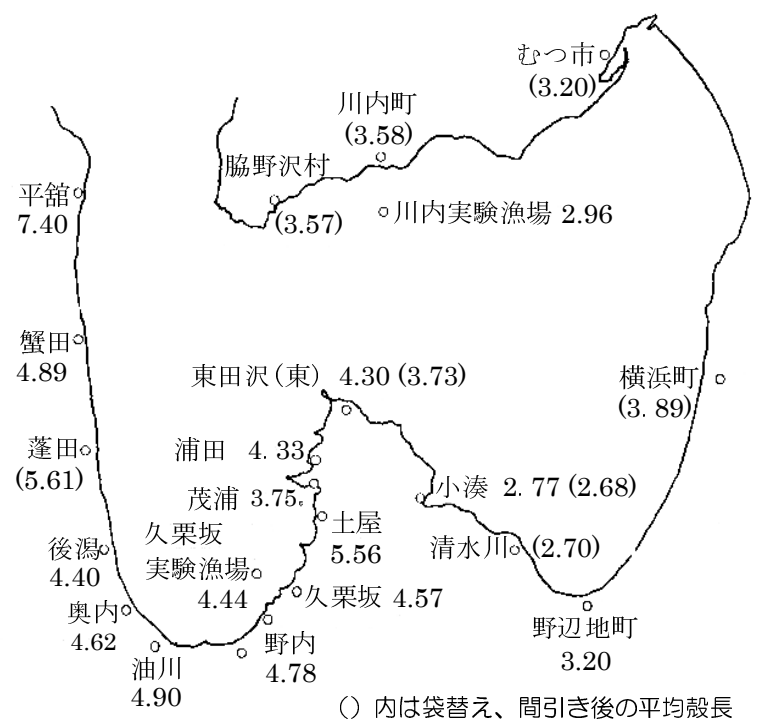 むつ市
(3.20)
川内町
(3.58)
脇野沢村
(3.57)
川内実験漁場 2.96
平舘
7.40
蟹田
4.89
東田沢(東) 4.30 (3.73)
横浜町
(3.89)
蓬田
(5.61)
浦田 4.33
茂浦 3.75
小湊 2.77 (2.68)
土屋
5.56
清水川 (2.70)
後潟
4.40
久栗坂
実験漁場
4.44
久栗坂 4.57
奥内
4.62
野内
4.78
野辺地町
3.20
油川
4.90
() 内は袋替え、間引き後の平均殻長